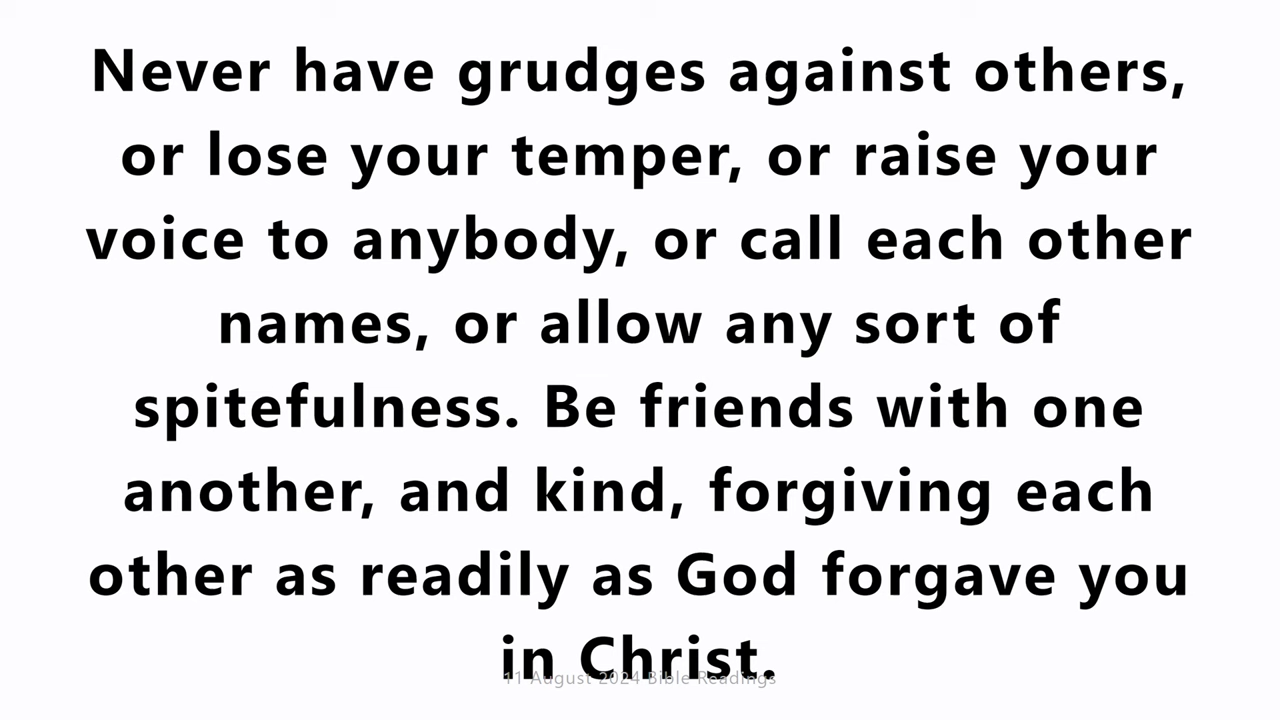 Never have grudges against others,
or lose your temper, or raise your
voice to anybody, or call each other
names, or allow any sort of
spitefulness. Be friends with one
another, and kind, forgiving each
other as readily as God forgave you
in Christ.
11 August 2024 Bible Readings